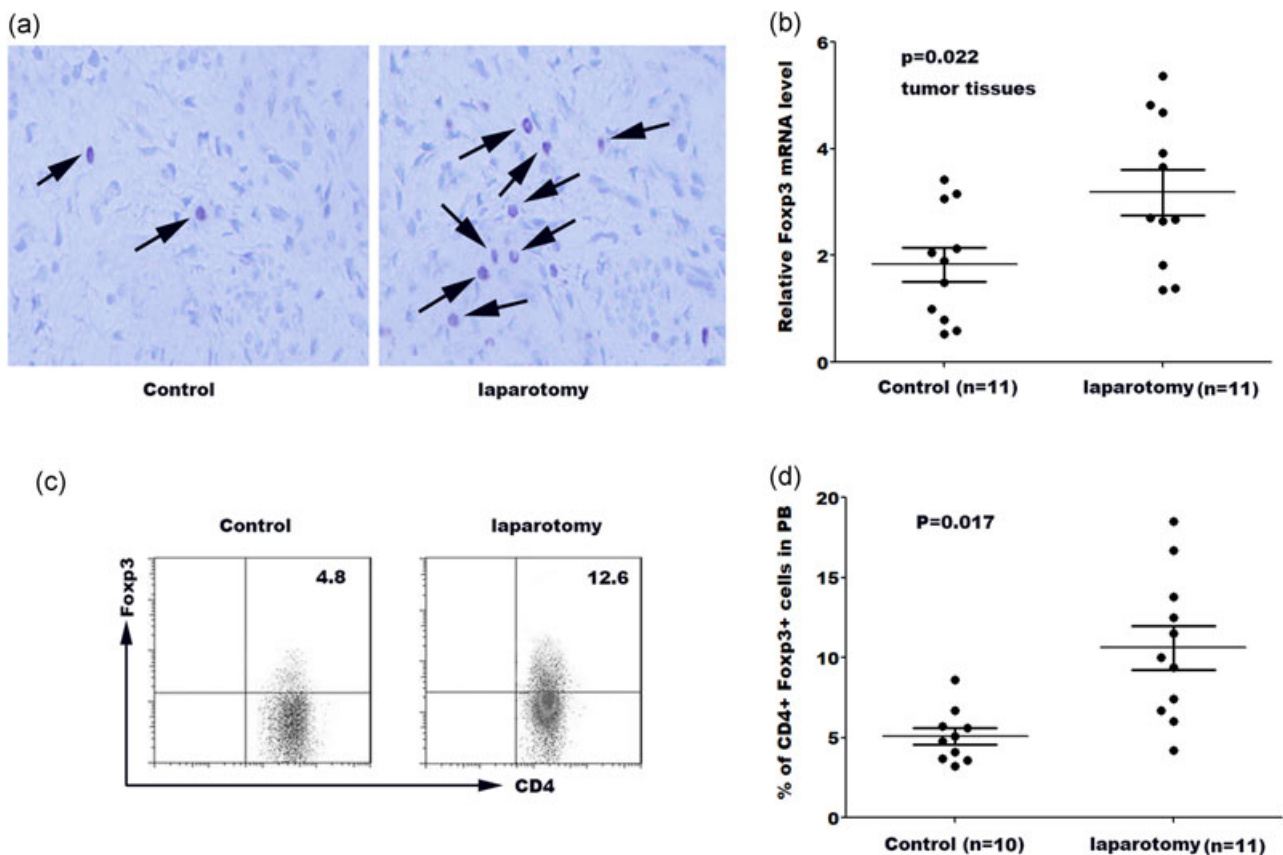 (a)
Control
laparotomy
(b)
6
4
2
0
Relative Foxp3 mRNA level
p=0.022
tumor tissues
Control (n=11)
laparotomy (n=11)
(c)
Control
laparotomy
Foxp3
4.8
12.6
CD4
(d)
20
15
10
5
0
% of CD4+ Foxp3+ cells in PB
P=0.017
Control (n=10)
laparotomy (n=11)